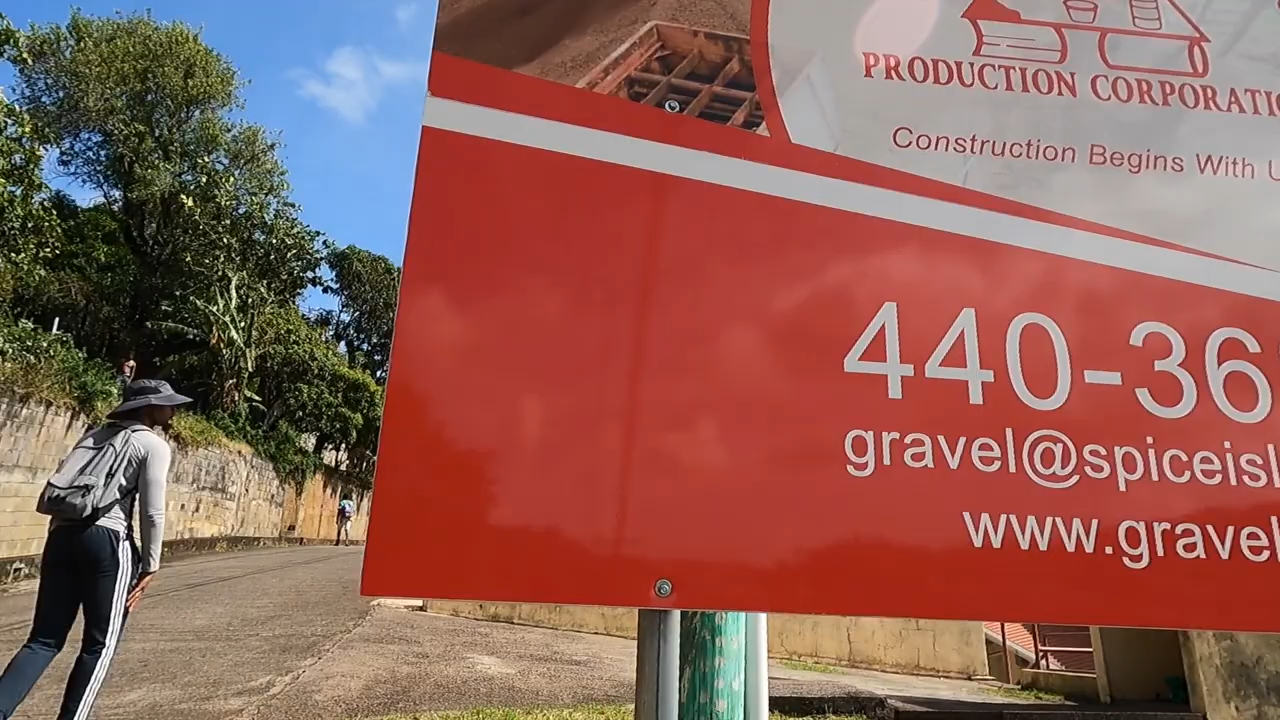 PRODUCTION CORPORATI
Construction Begins With U
440-36
gravel@spiceisl
www.gravel